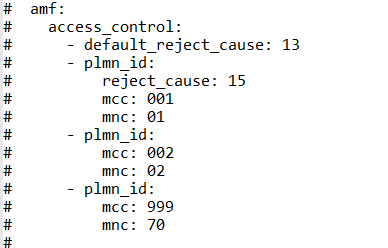 #  amf:
#    access_control:
#      - default_reject_cause: 13
#      - plmn_id:
#          reject_cause: 15
#          mcc: 001
#          mnc: 01
#      - plmn_id:
#          mcc: 002
#          mnc: 02
#      - plmn_id:
#          mcc: 999
#          mnc: 70
#